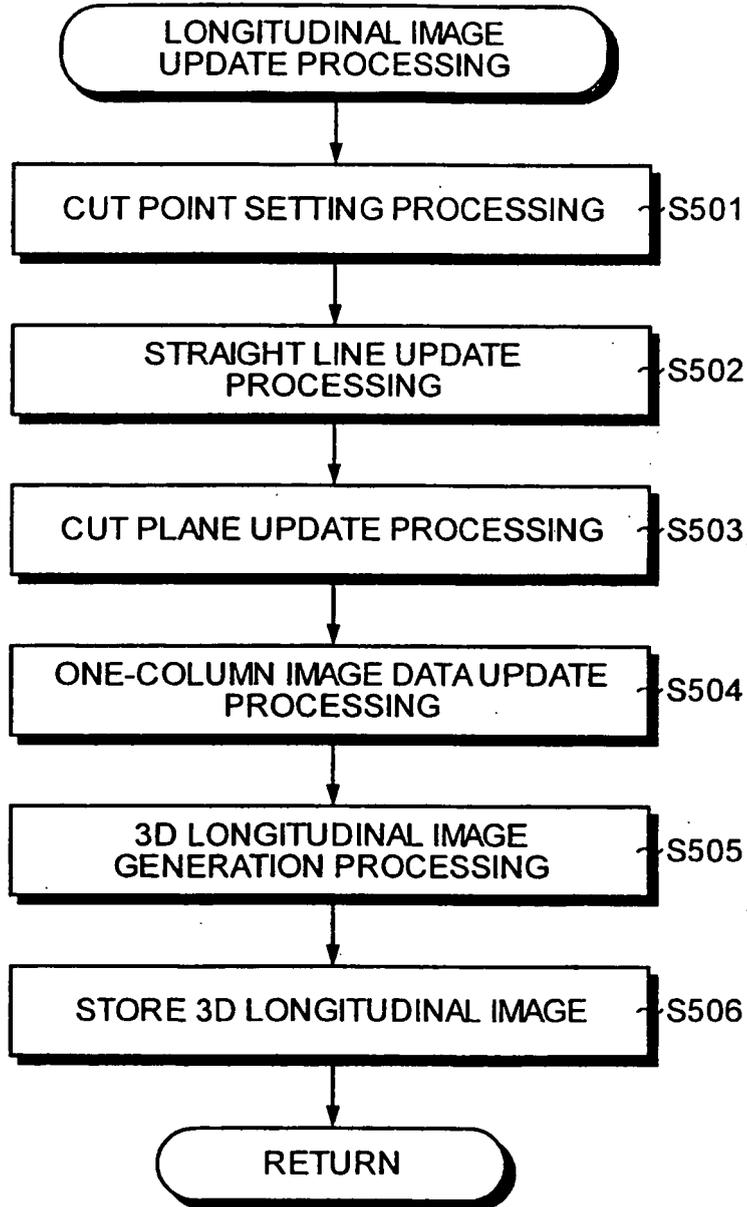 LONGITUDINAL IMAGE
UPDATE PROCESSING
CUT POINT SETTING PROCESSING
S501
STRAIGHT LINE UPDATE
PROCESSING
S502
CUT PLANE UPDATE PROCESSING
S503
ONE-COLUMN IMAGE DATA UPDATE
PROCESSING
S504
3D LONGITUDINAL IMAGE
GENERATION PROCESSING
S505
STORE 3D LONGITUDINAL IMAGE
S506
RETURN